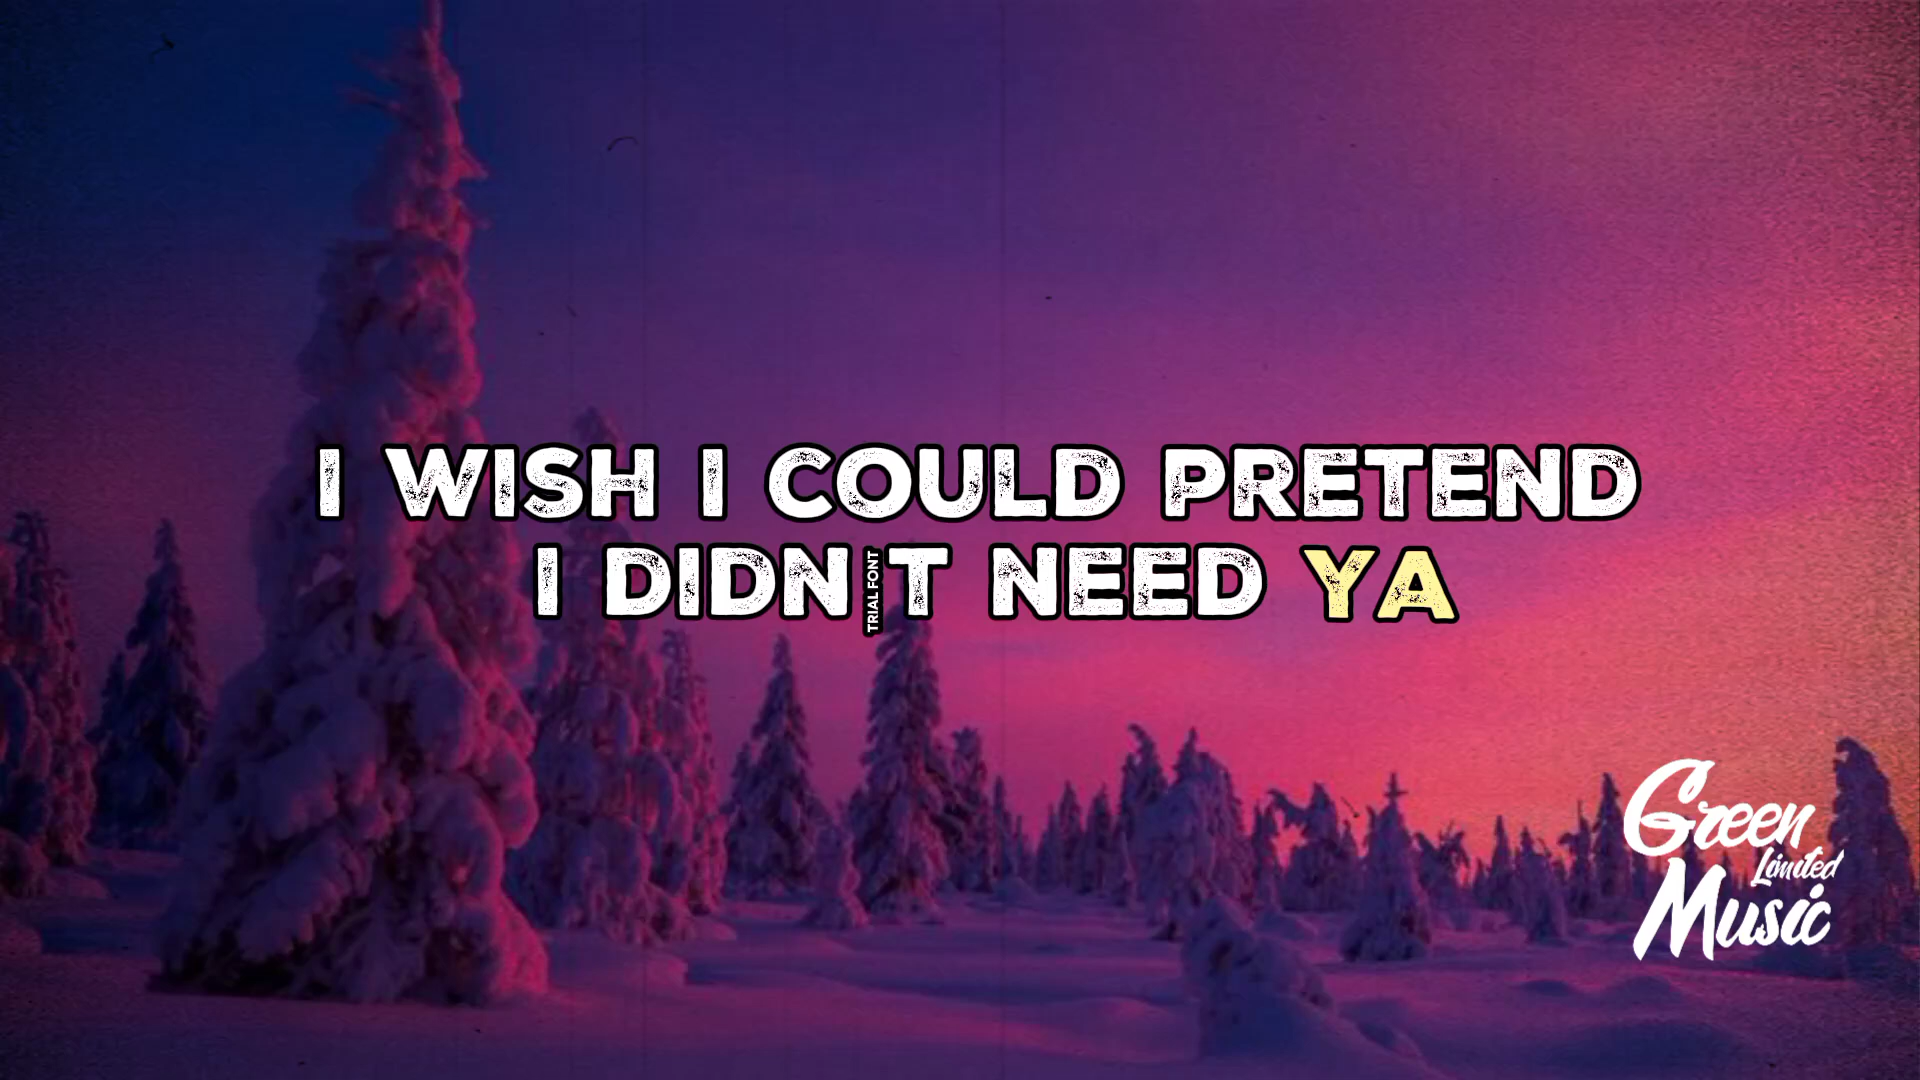 I WISH I COULD PRETEND
I DIDN TRIAL FONT T NEED YA
Green
Limited
Music